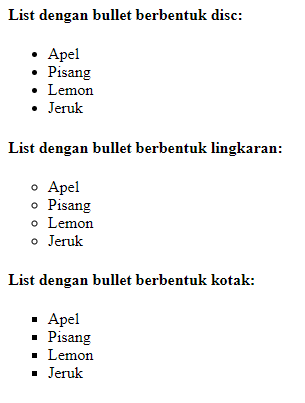 List dengan bullet berbentuk disc:
• Apel
• Pisang
• Lemon
• Jeruk
List dengan bullet berbentuk lingkaran:
○ Apel
○ Pisang
○ Lemon
○ Jeruk
List dengan bullet berbentuk kotak:
▪ Apel
▪ Pisang
▪ Lemon
▪ Jeruk